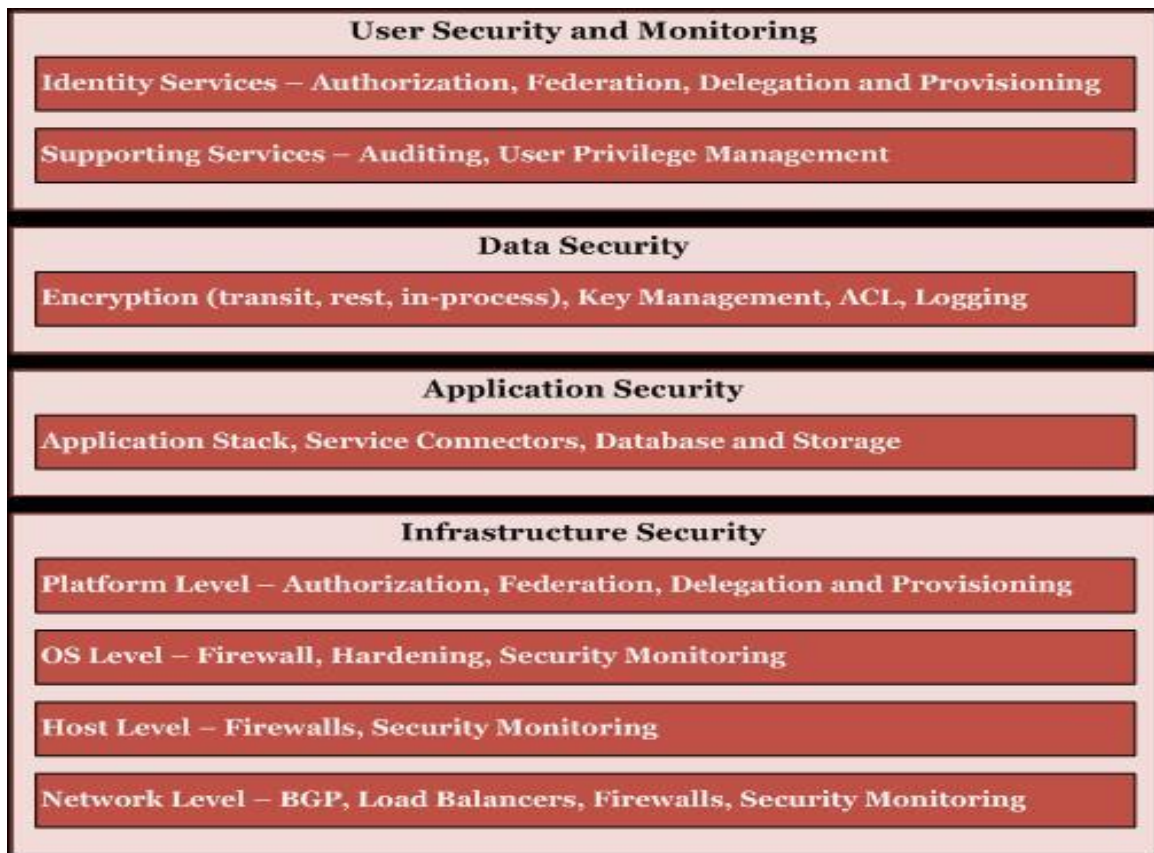 User Security and Monitoring
Identity Services – Authorization, Federation, Delegation and Provisioning
Supporting Services – Auditing, User Privilege Management
Data Security
Encryption (transit, rest, in-process), Key Management, ACL, Logging
Application Security
Application Stack, Service Connectors, Database and Storage
Infrastructure Security
Platform Level – Authorization, Federation, Delegation and Provisioning
OS Level – Firewall, Hardening, Security Monitoring
Host Level – Firewalls, Security Monitoring
Network Level – BGP, Load Balancers, Firewalls, Security Monitoring